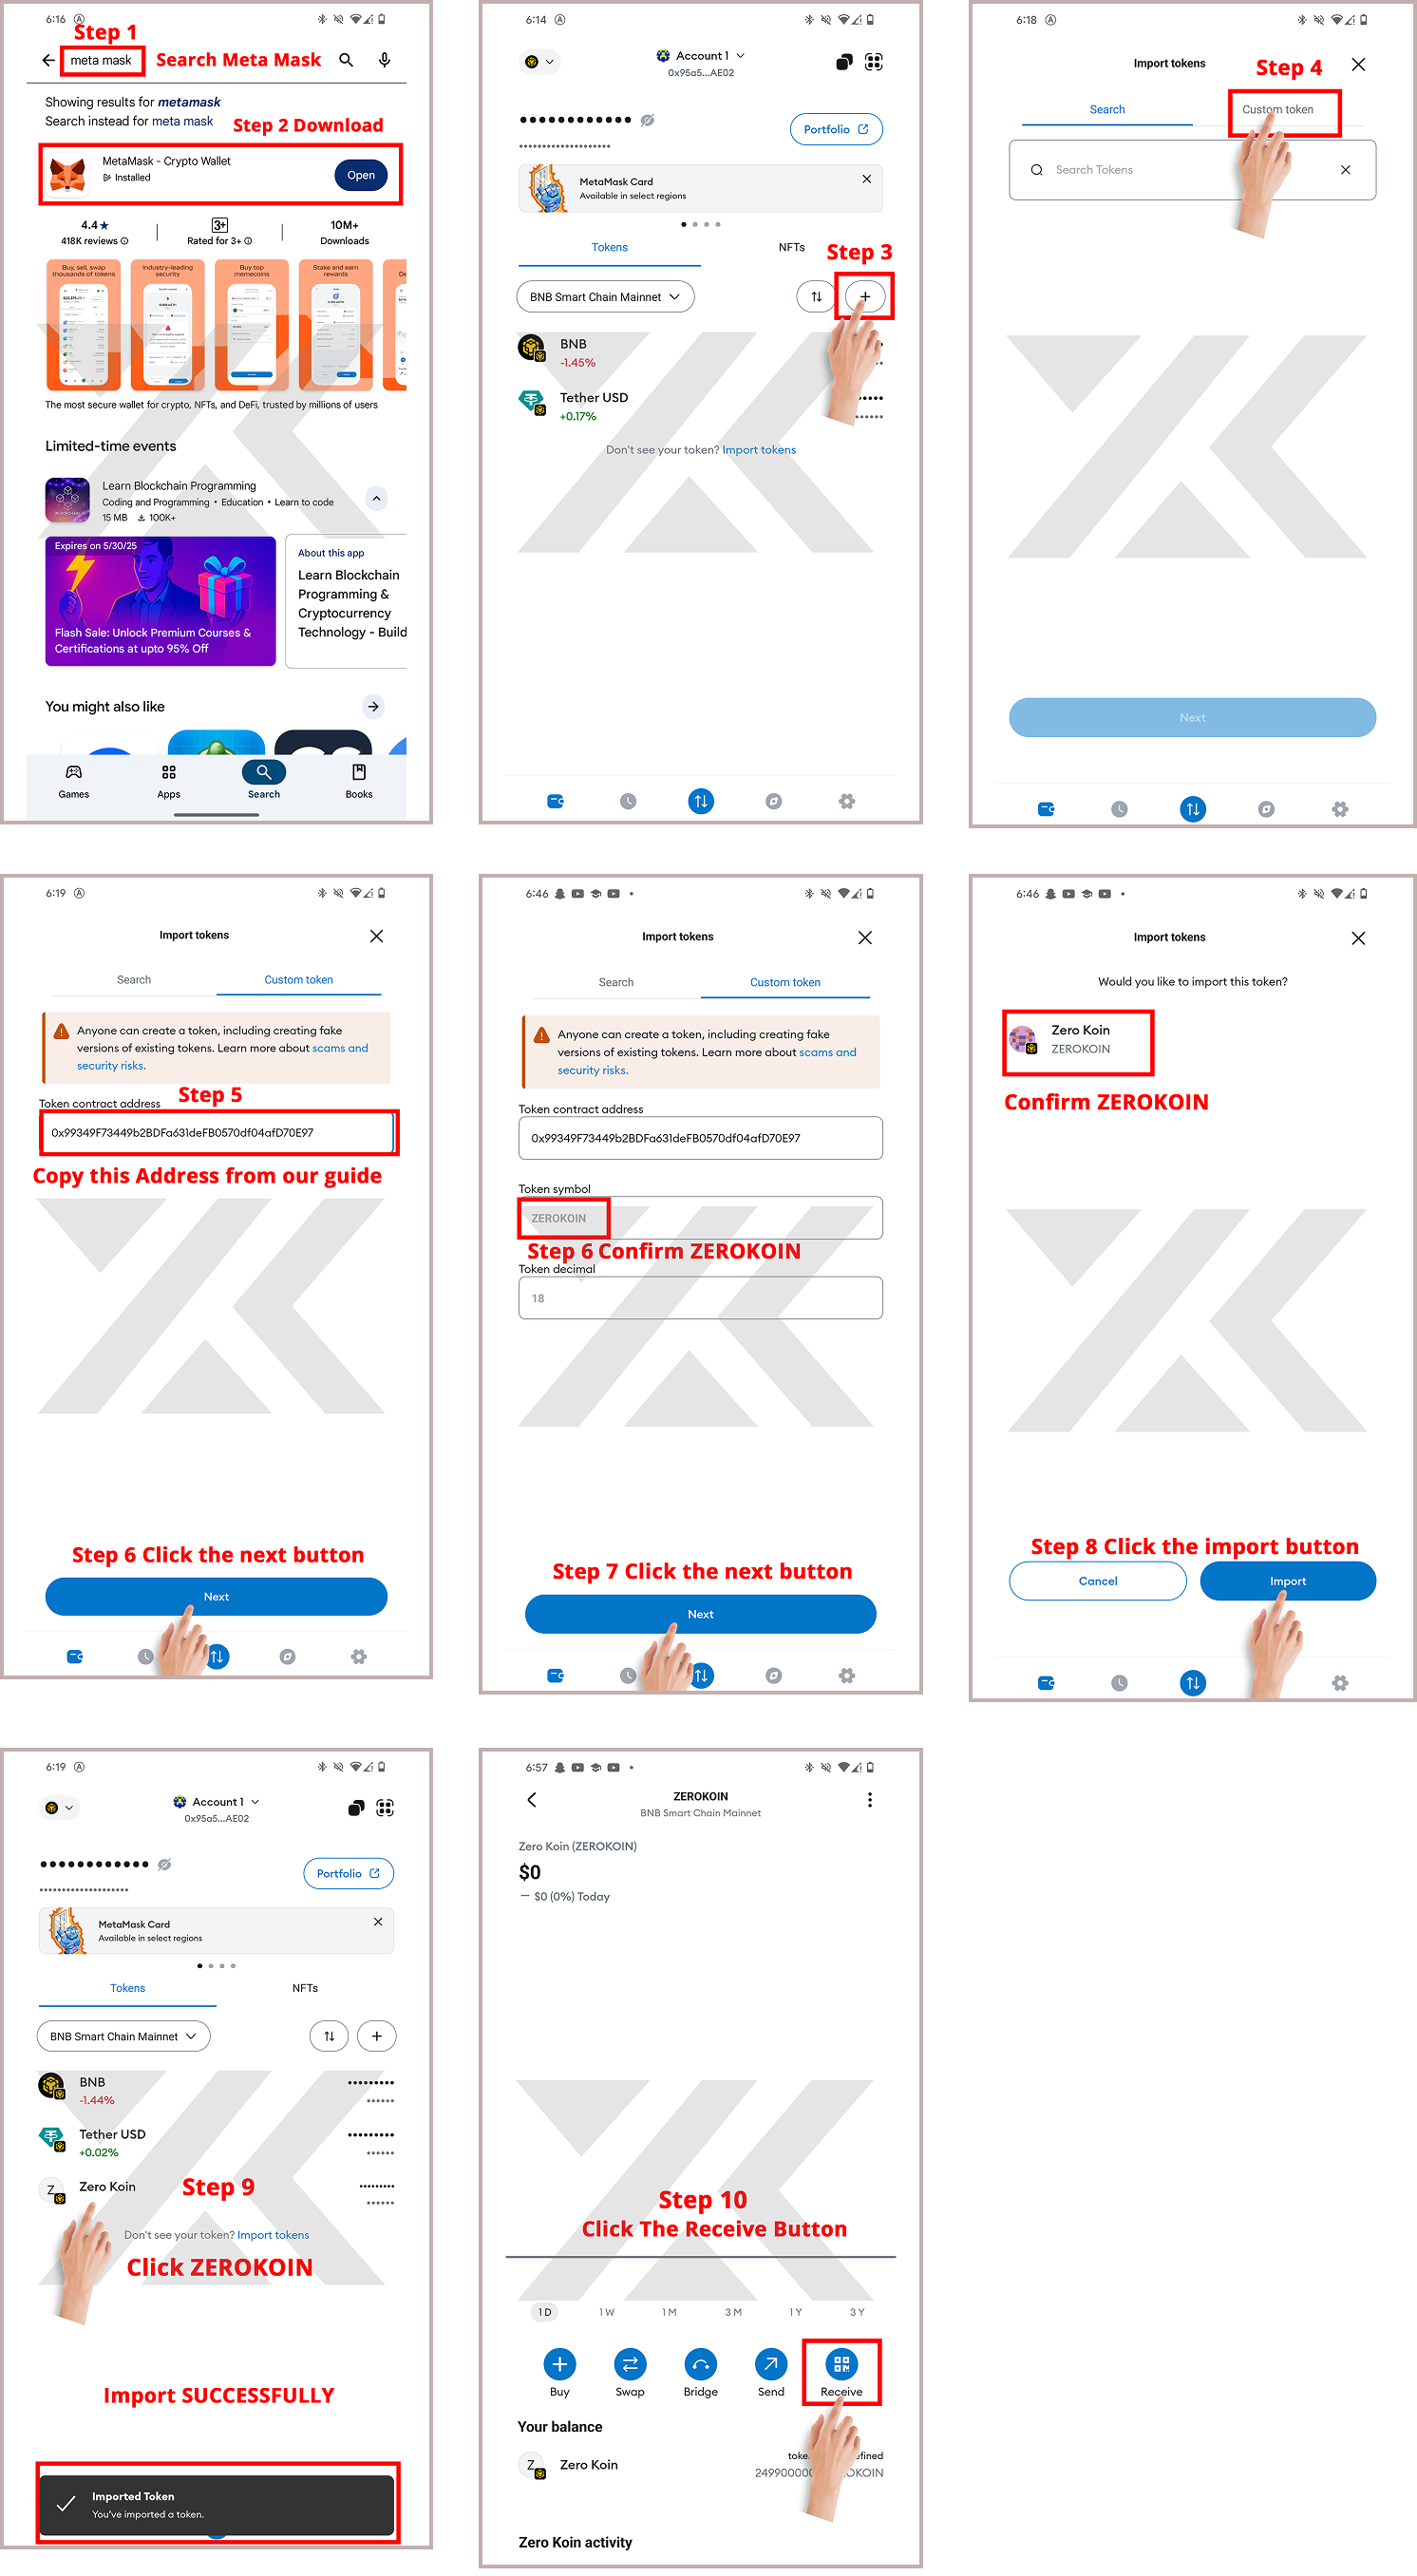 6:16
Step 1
meta mask
Search Meta Mask
Showing results for metamask
Search instead for meta mask
Step 2 Download
MetaMask - Crypto Wallet
Installed
Open
4.4★
3+
10M+
418K reviews
Rated for 3+
Downloads
Buy, sell, swap
thousands of tokens
Industry-leading
security
Buy top
memecoins
Stake and earn
rewards
The most secure wallet for crypto, NFTs, and DeFi, trusted by millions of users
Limited-time events
Learn Blockchain Programming
Coding and Programming • Education • Learn to code
15 MB 100K+
Expires on 5/30/25
Flash Sale: Unlock Premium Courses &
Certifications at upto 95% Off
About this app
Learn Blockchain
Programming &
Cryptocurrency
Technology - Build
You might also like
Games
Apps
Search
Books
6:14
Account 1
0x95a5...AE02
Portfolio
MetaMask Card
Available in select regions
Tokens
NFTs
Step 3
BNB Smart Chain Mainnet
BNB
-1.45%
Tether USD
+0.17%
Don't see your token? Import tokens
6:18
Import tokens
Step 4
Search
Custom token
Search Tokens
Next
6:19
Import tokens
Search
Custom token
Anyone can create a token, including creating fake
versions of existing tokens. Learn more about scams and
security risks.
Token contract address
Step 5
0x99349F73449b2BDFa631deFB0570df04afD70E97
Copy this Address from our guide
Step 6 Click the next button
Next
6:46
Import tokens
Search
Custom token
Anyone can create a token, including creating fake
versions of existing tokens. Learn more about scams and
security risks.
Token contract address
0x99349F73449b2BDFa631deFB0570df04afD70E97
Token symbol
ZEROKOIN
Step 6 Confirm ZEROKOIN
Token decimal
18
Step 7 Click the next button
Next
6:46
Import tokens
Would you like to import this token?
Zero Koin
ZEROKOIN
Confirm ZEROKOIN
Step 8 Click the import button
Cancel
Import
6:19
Account 1
0x95a5...AE02
Portfolio
MetaMask Card
Available in select regions
Tokens
NFTs
BNB Smart Chain Mainnet
BNB
-1.44%
Tether USD
+0.02%
Z
Zero Koin
Step 9
Don't see your token? Import tokens
Click ZEROKOIN
Import SUCCESSFULLY
Imported Token
You've imported a token.
6:57
ZEROKOIN
BNB Smart Chain Mainnet
Zero Koin (ZEROKOIN)
$0
— $0 (0%) Today
Step 10
Click The Receive Button
1D
1W
1M
3M
1Y
3Y
Buy
Swap
Bridge
Send
Receive
Your balance
Z
Zero Koin
Zero Koin activity